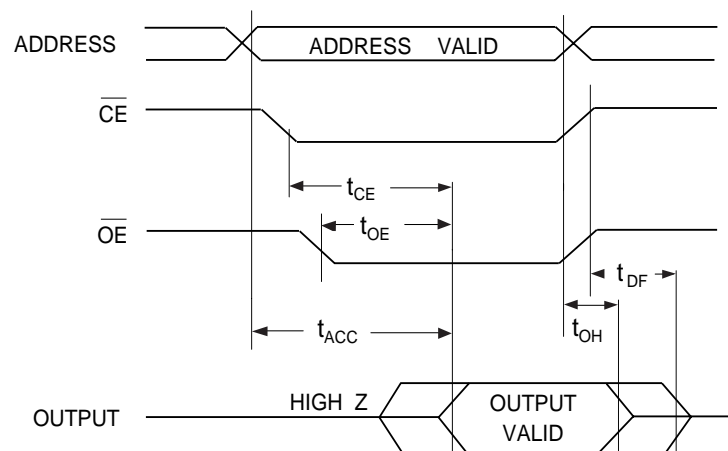 ADDRESS
ADDRESS VALID
CE
tCE
OE
tOE
tDF
tACC
tOH
OUTPUT
HIGH Z
OUTPUT
VALID